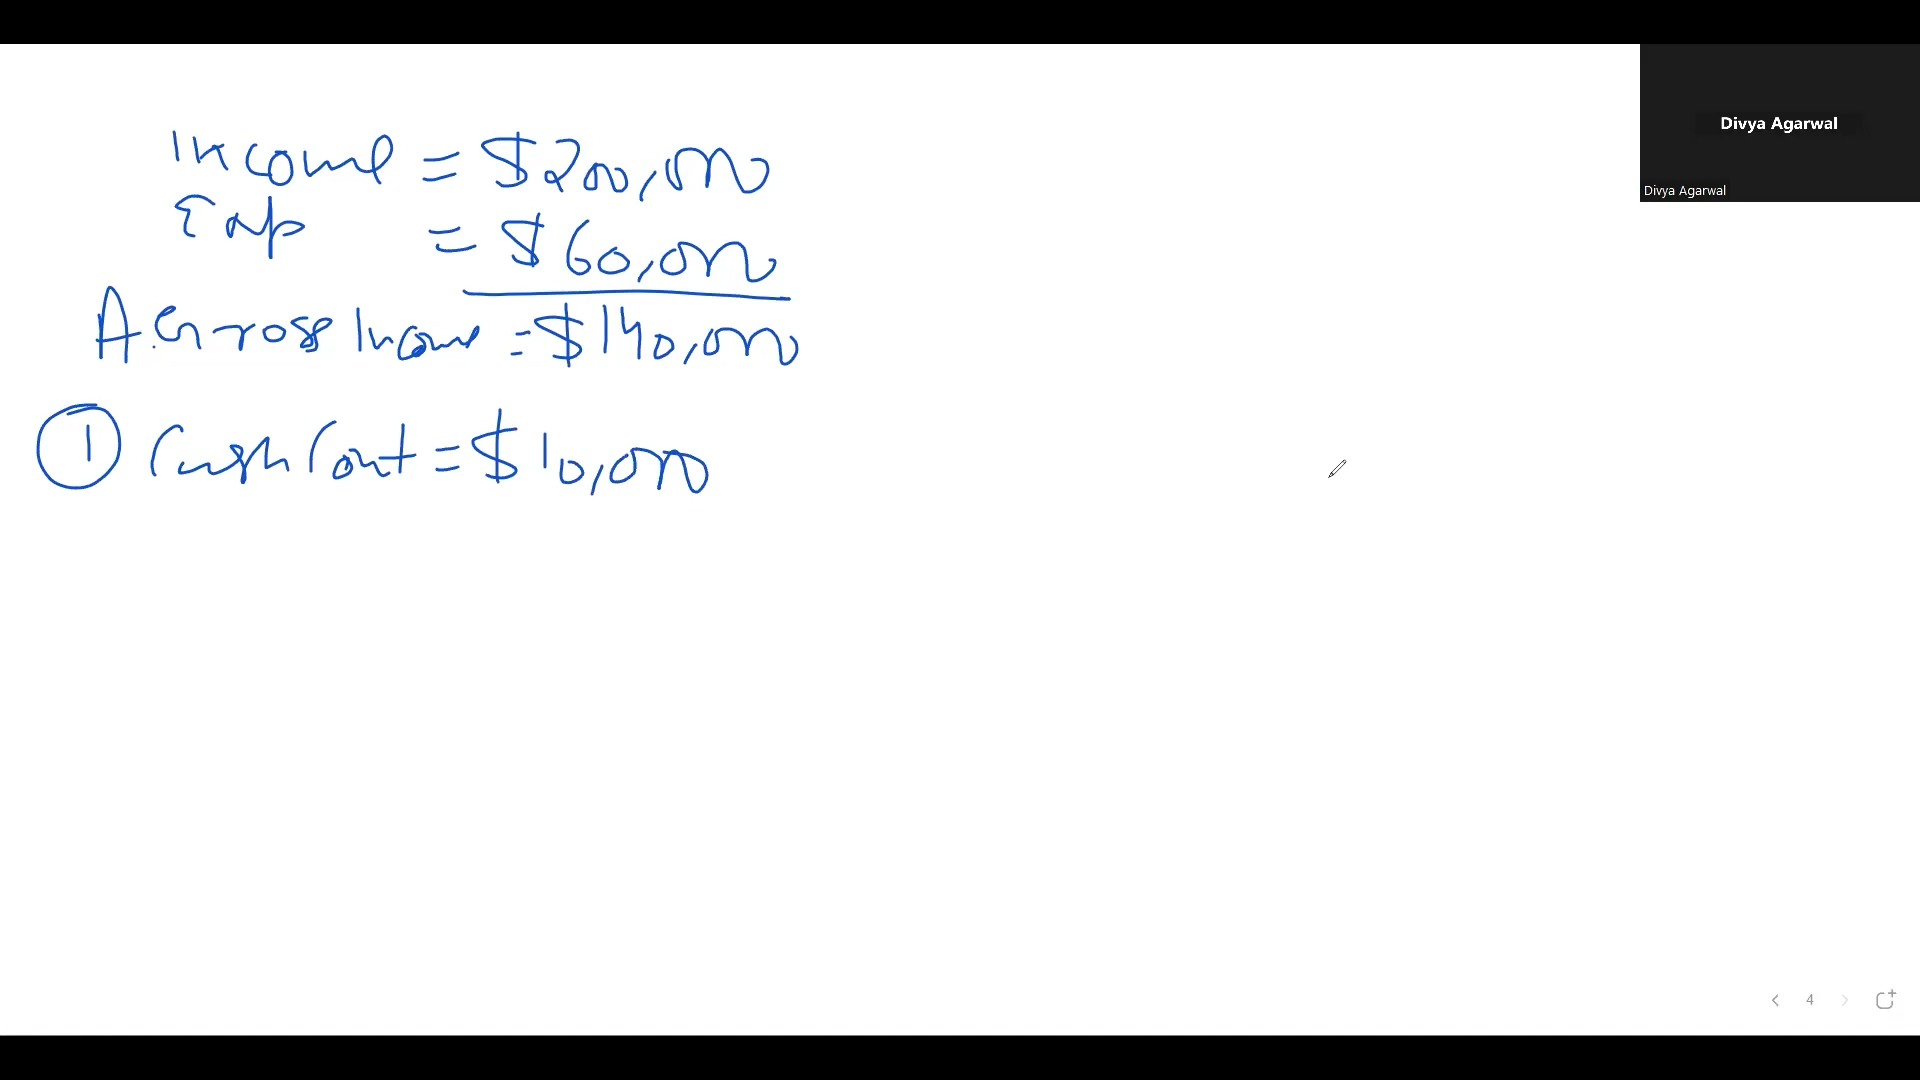 Income = $200,000
Exp = $60,000
A. Gross Income = $140,000
1 Cash Cont = $10,000
Divya Agarwal
Divya Agarwal
4